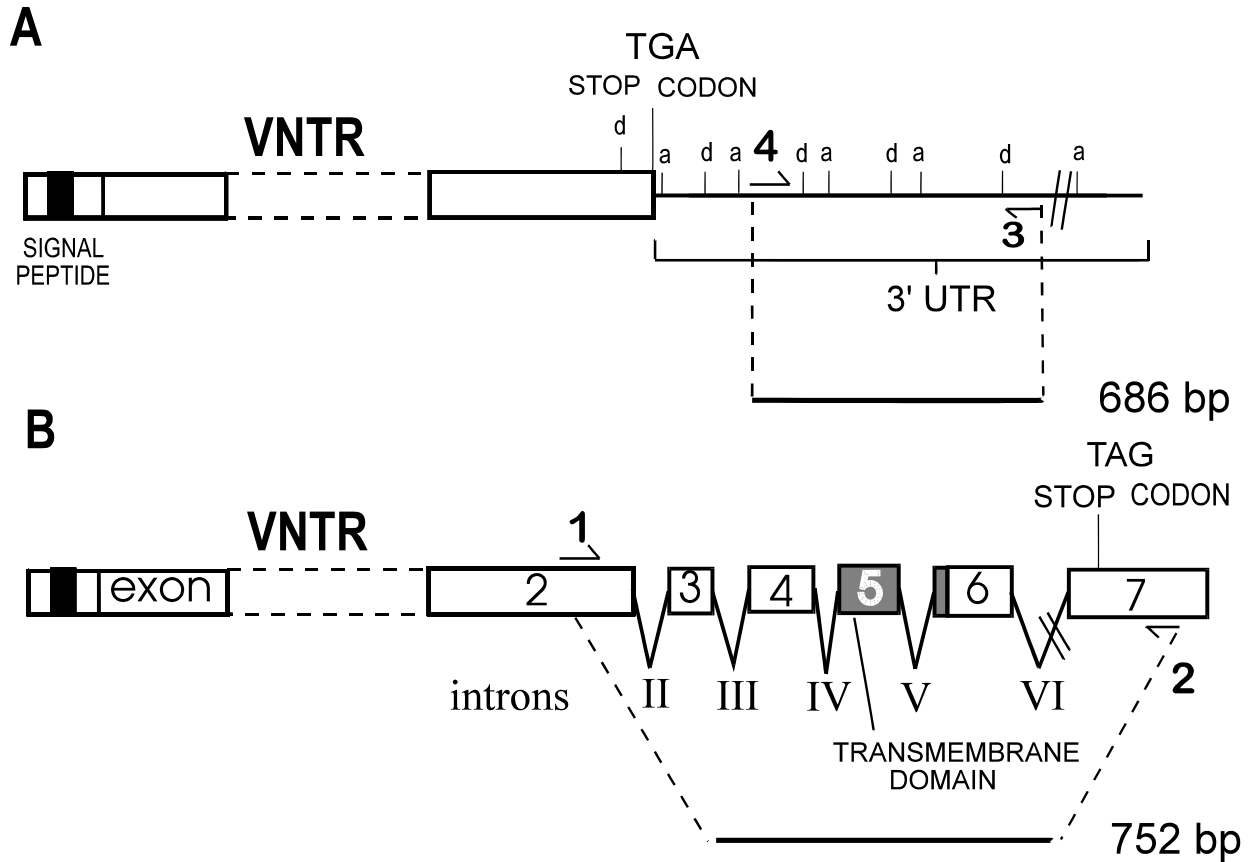 A
TGA
STOP CODON
VNTR
d
a
d
a
4
d
a
d
a
d
a
3
SIGNAL
PEPTIDE
3' UTR
686 bp
B
TAG
STOP CODON
VNTR
1
exon
2
3
4
5
6
7
2
introns
II
III
IV
V
VI
TRANSMEMBRANE
DOMAIN
752 bp